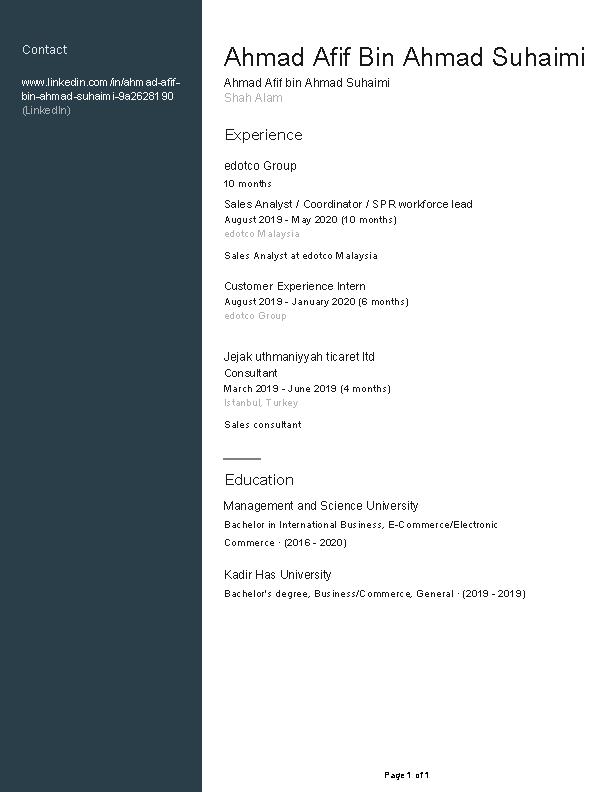 Contact
www.linkedin.com/in/ahmad-afif-
bin-ahmad-suhaimi-9a2628190
(LinkedIn)
Ahmad Afif Bin Ahmad Suhaimi
Ahmad Afif bin Ahmad Suhaimi
Shah Alam
Experience
edotco Group
10 months
Sales Analyst / Coordinator / SPR workforce lead
August 2019 - May 2020 (10 months)
edotco Malaysia
Sales Analyst at edotco Malaysia
Customer Experience Intern
August 2019 - January 2020 (6 months)
edotco Group
Jejak uthmaniyyah ticaret ltd
Consultant
March 2019 - June 2019 (4 months)
Istanbul, Turkey
Sales consultant
Education
Management and Science University
Bachelor in International Business, E-Commerce/Electronic
Commerce · (2016 - 2020)
Kadir Has University
Bachelor's degree, Business/Commerce, General · (2019 - 2019)
Page 1 of 1